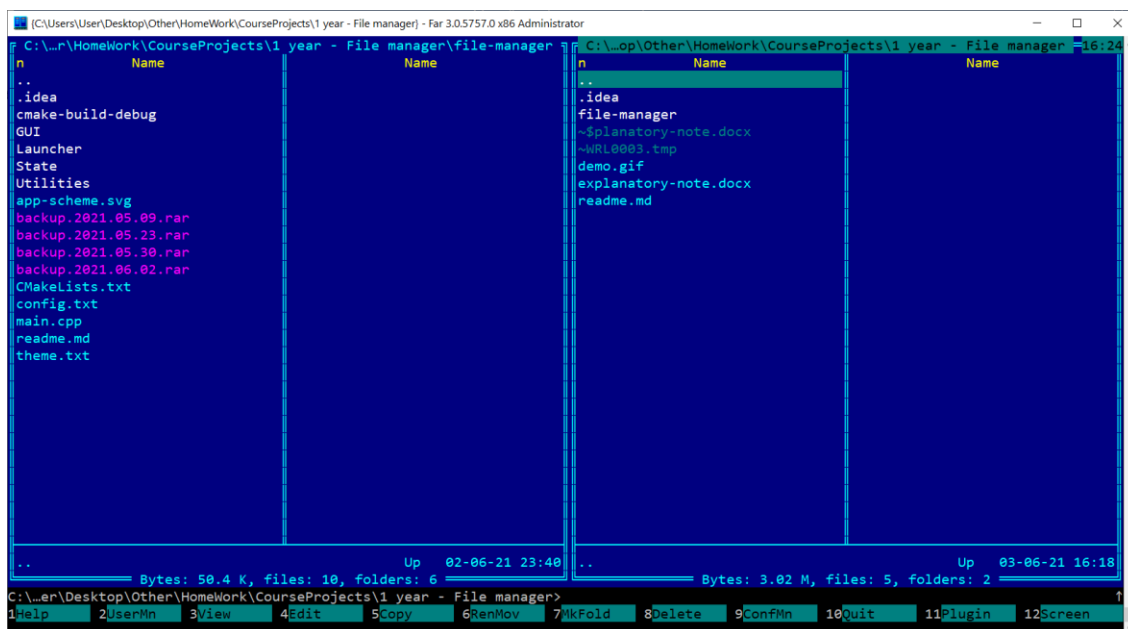 {C:\Users\User\Desktop\Other\HomeWork\CourseProjects\1 year - File manager} - Far 3.0.5757.0 x86 Administrator
C:\…r\HomeWork\CourseProjects\1 year - File manager\file-manager
n Name Name
..
.idea
cmake-build-debug
GUI
Launcher
State
Utilities
app-scheme.svg
backup.2021.05.09.rar
backup.2021.05.23.rar
backup.2021.05.30.rar
backup.2021.06.02.rar
CMakeLists.txt
config.txt
main.cpp
readme.md
theme.txt
.. Up 02-06-21 23:40
Bytes: 50.4 K, files: 10, folders: 6
C:\…op\Other\HomeWork\CourseProjects\1 year - File manager 16:24
n Name Name
..
.idea
file-manager
~$planatory-note.docx
~WRL0003.tmp
demo.gif
explanatory-note.docx
readme.md
.. Up 03-06-21 16:18
Bytes: 3.02 M, files: 5, folders: 2
C:\…er\Desktop\Other\HomeWork\CourseProjects\1 year - File manager> ↑
1Help 2UserMn 3View 4Edit 5Copy 6RenMov 7MkFold 8Delete 9ConfMn 10Quit 11Plugin 12Screen